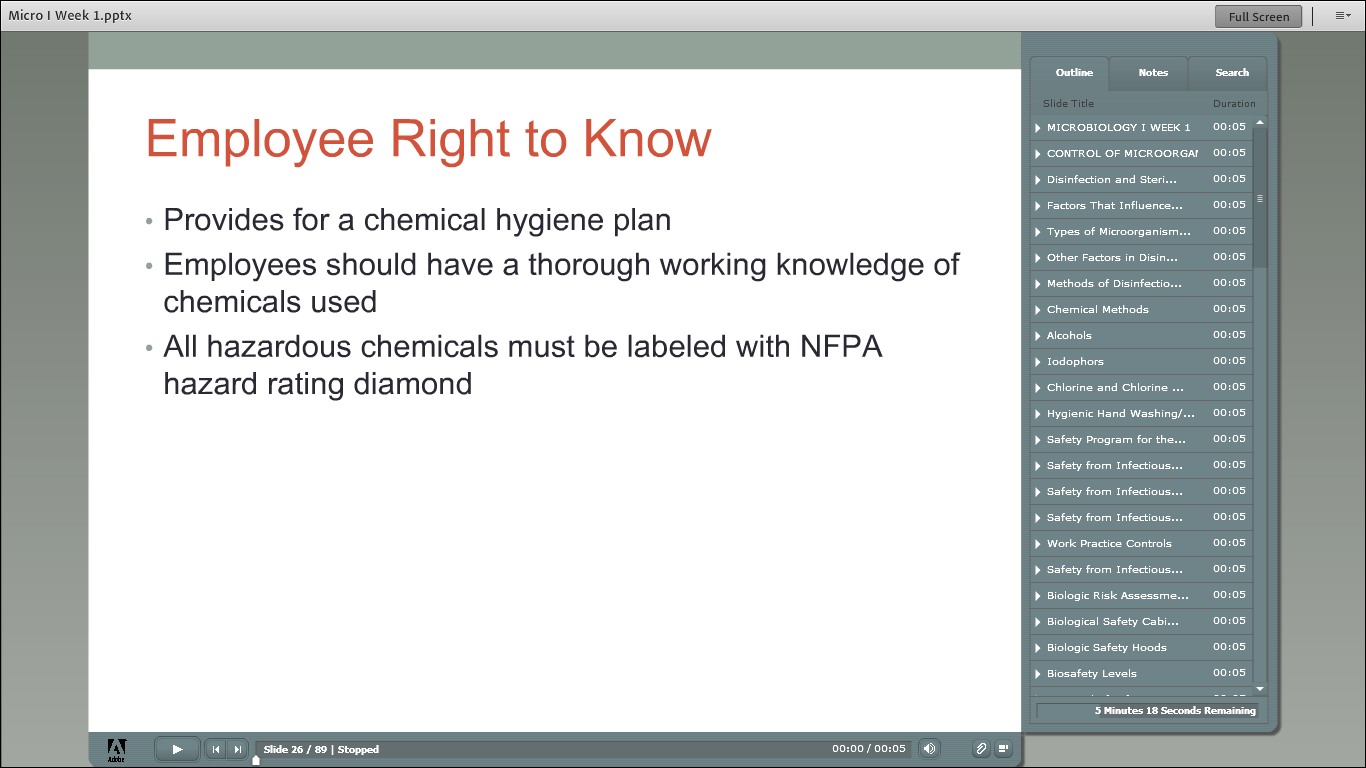 Micro I Week 1.pptx
Full Screen
Employee Right to Know
• Provides for a chemical hygiene plan
• Employees should have a thorough working knowledge of
chemicals used
• All hazardous chemicals must be labeled with NFPA
hazard rating diamond
Outline Notes Search
Slide Title Duration
MICROBIOLOGY I WEEK 1 00:05
CONTROL OF MICROORGAN 00:05
Disinfection and Steri... 00:05
Factors That Influence... 00:05
Types of Microorganism... 00:05
Other Factors in Disin... 00:05
Methods of Disinfectio... 00:05
Chemical Methods 00:05
Alcohols 00:05
Iodophors 00:05
Chlorine and Chlorine ... 00:05
Hygienic Hand Washing/... 00:05
Safety Program for the... 00:05
Safety from Infectious... 00:05
Safety from Infectious... 00:05
Safety from Infectious... 00:05
Work Practice Controls 00:05
Safety from Infectious... 00:05
Biologic Risk Assessme... 00:05
Biological Safety Cabi... 00:05
Biologic Safety Hoods 00:05
Biosafety Levels 00:05
5 Minutes 18 Seconds Remaining
Adobe
Slide 26 / 89 | Stopped
00:00 / 00:05